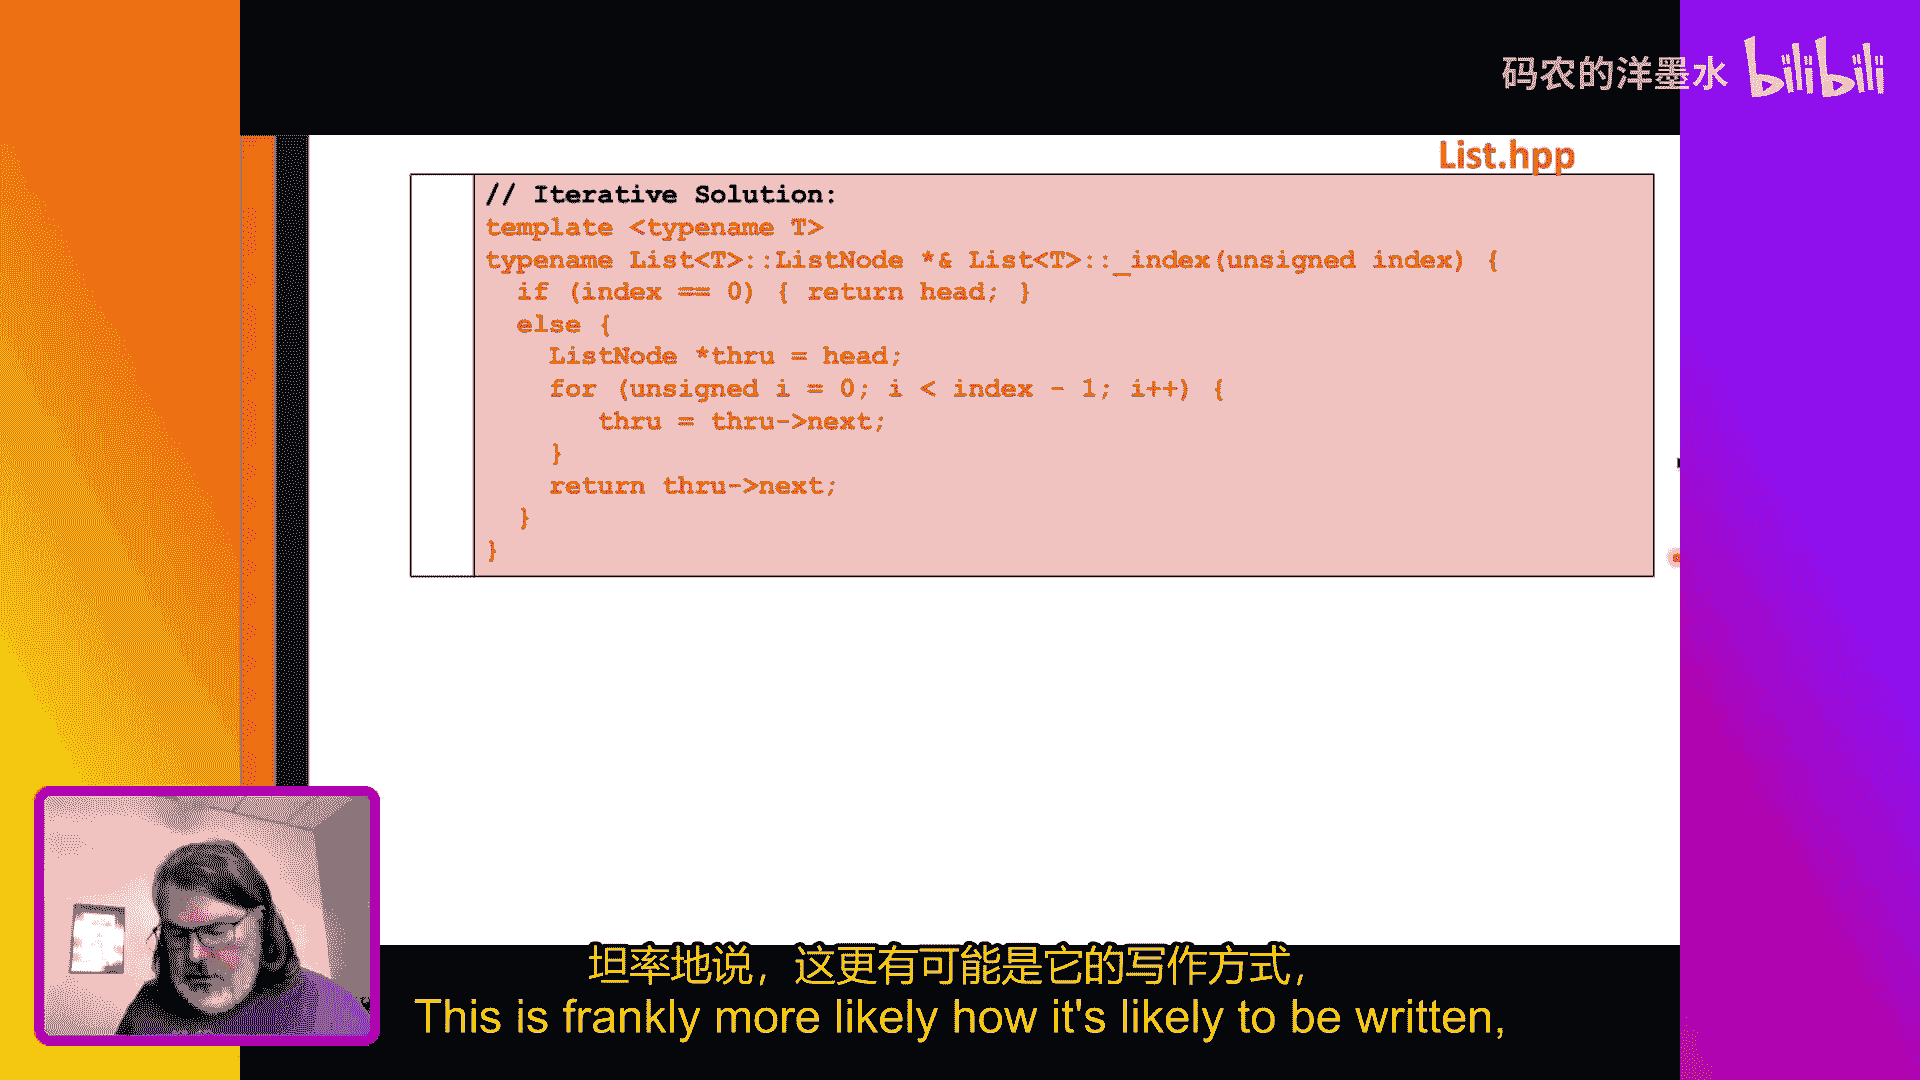 码农的洋墨水 bilibili
List.hpp
// Iterative Solution:
template <typename T>
typename List<T>::ListNode *& List<T>::_index(unsigned index) {
  if (index == 0) { return head; }
  else {
    ListNode *thru = head;
    for (unsigned i = 0; i < index - 1; i++) {
       thru = thru->next;
    }
    return thru->next;
  }
}
坦率地说，这更有可能是它的写作方式，
This is frankly more likely how it's likely to be written,